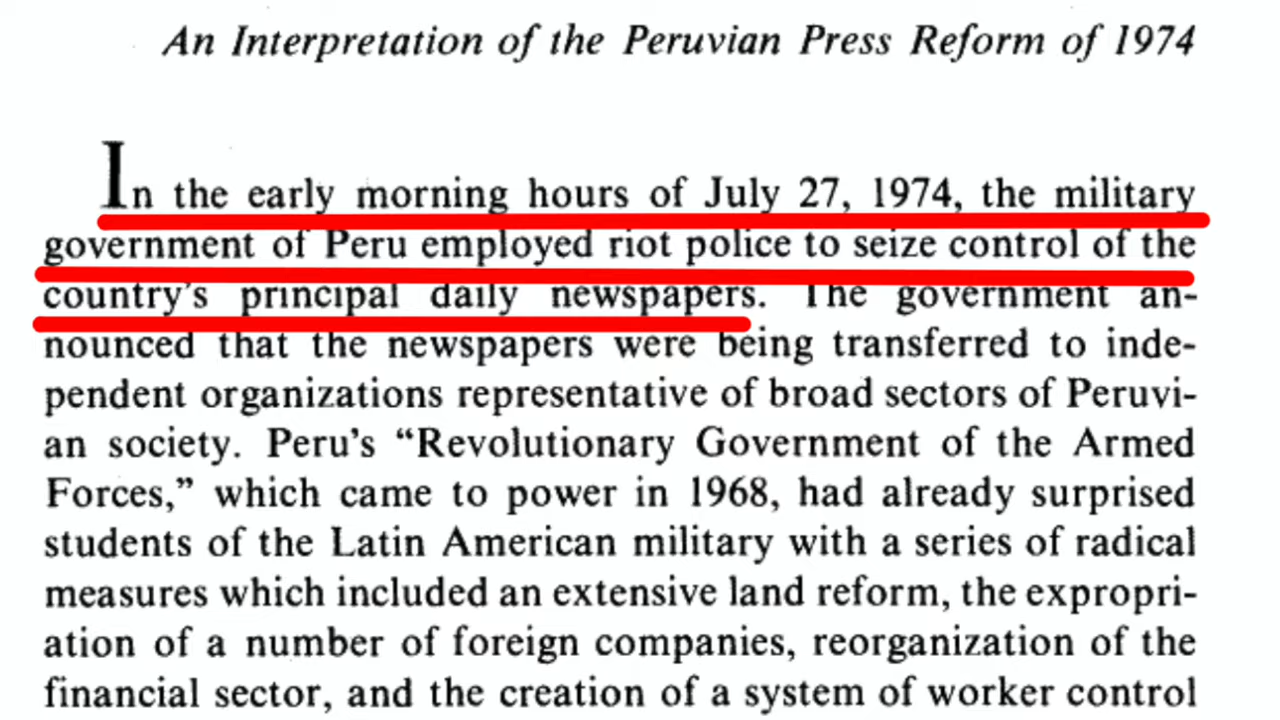 An Interpretation of the Peruvian Press Reform of 1974
In the early morning hours of July 27, 1974, the military
government of Peru employed riot police to seize control of the
country's principal daily newspapers. The government an-
nounced that the newspapers were being transferred to inde-
pendent organizations representative of broad sectors of Peruvi-
an society. Peru's “Revolutionary Government of the Armed
Forces,” which came to power in 1968, had already surprised
students of the Latin American military with a series of radical
measures which included an extensive land reform, the expropri-
ation of a number of foreign companies, reorganization of the
financial sector, and the creation of a system of worker control